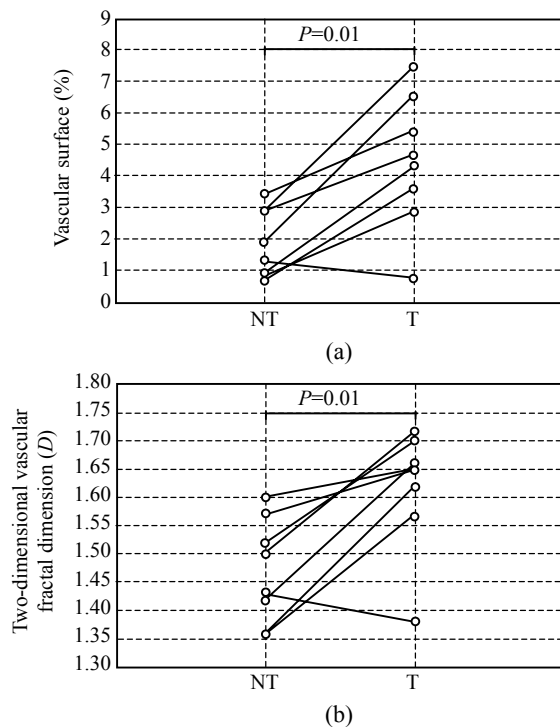 9
P=0.01
8
7
6
5
4
3
2
1
0
Vascular surface (%)
NT T
(a)
1.80
P=0.01
1.75
1.70
1.65
1.60
1.55
1.50
1.45
1.40
1.35
1.30
Two-dimensional vascular
fractal dimension (D)
NT T
(b)